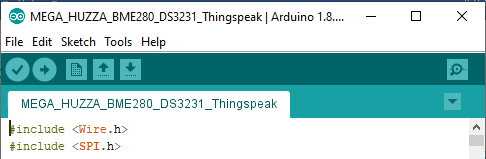 MEGA_HUZZA_BME280_DS3231_Thingspeak | Arduino 1.8....
File Edit Sketch Tools Help
MEGA_HUZZA_BME280_DS3231_Thingspeak
#include <Wire.h>
#include <SPI.h>